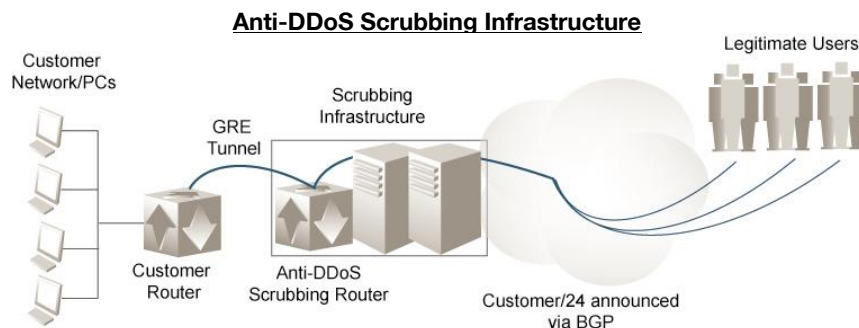 Anti-DDoS Scrubbing Infrastructure
Legitimate Users
Customer
Network/PCs
Scrubbing
Infrastructure
GRE
Tunnel
Customer
Router
Anti-DDoS
Scrubbing Router
Customer/24 announced
via BGP